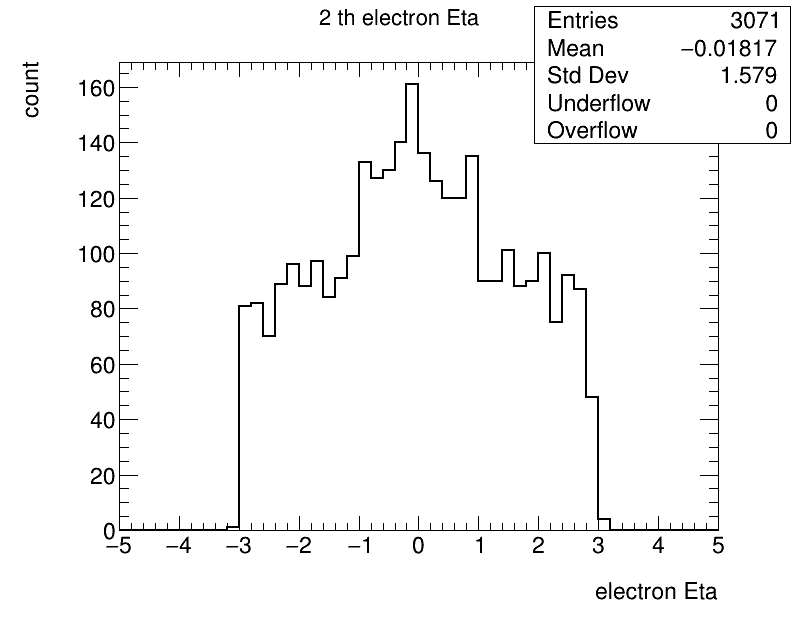 2 th electron Eta
Entries 3071
Mean −0.01817
Std Dev 1.579
Underflow 0
Overflow 0
count
160
140
120
100
80
60
40
20
0
−5 −4 −3 −2 −1 0 1 2 3 4 5
electron Eta